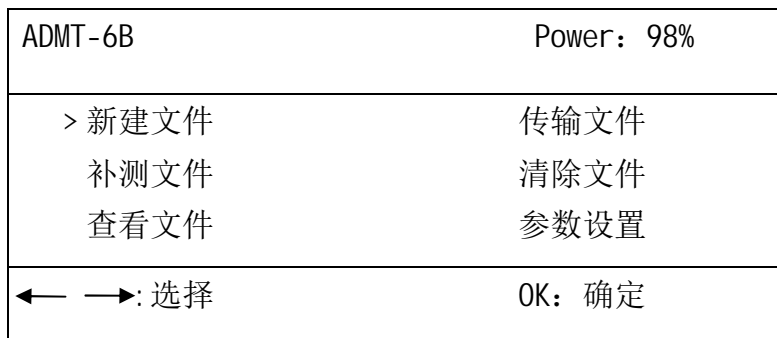 ADMT-6B Power：98%
>新建文件 传输文件
补测文件 清除文件
查看文件 参数设置
← →:选择 OK：确定